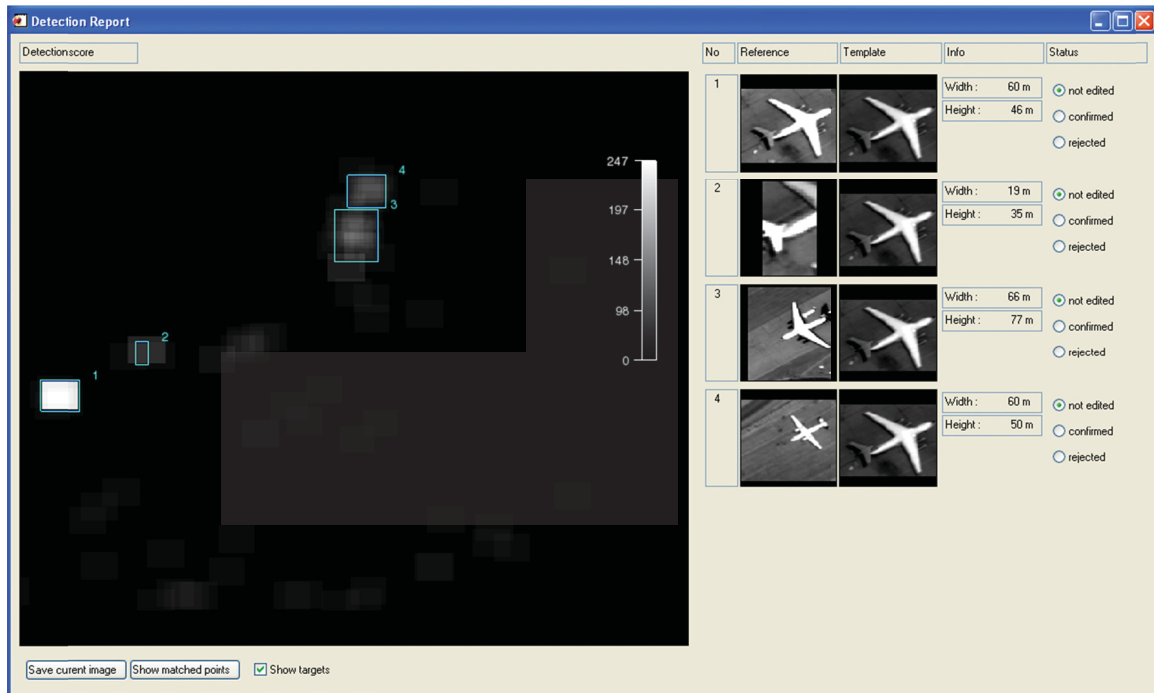 Detection Report
Detectionscore
No Reference Template Info Status
1 Width : 60 m not edited
Height : 46 m confirmed
rejected
2 Width : 19 m not edited
Height : 35 m confirmed
rejected
3 Width : 66 m not edited
Height : 77 m confirmed
rejected
4 Width : 60 m not edited
Height : 50 m confirmed
rejected
4
3
2
1
247
197
148
98
0
Save curent image Show matched points Show targets